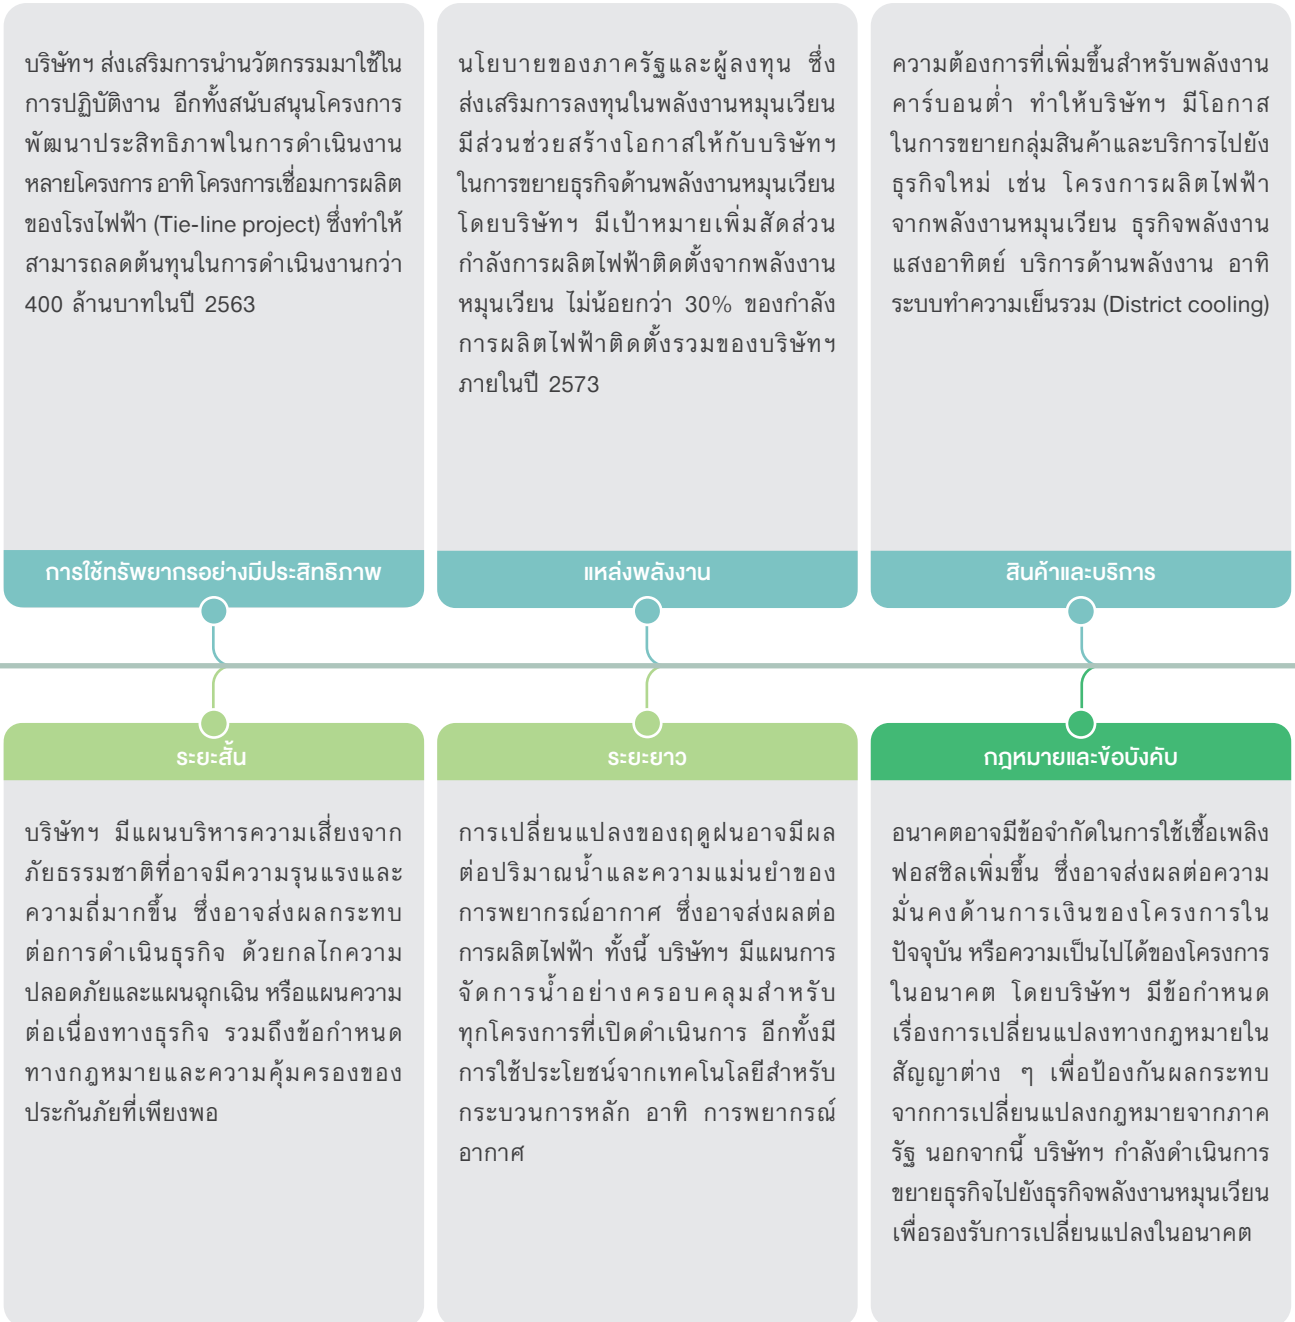 บริษัทฯ ส่งเสริมการนำนวัตกรรมมาใช้ใน
การปฏิบัติงาน อีกทั้งสนับสนุนโครงการ
พัฒนาประสิทธิภาพในการดำเนินงาน
หลายโครงการ อาทิ โครงการเชื่อมการผลิต
ของโรงไฟฟ้า (Tie-line project) ซึ่งทำให้
สามารถลดต้นทุนในการดำเนินงานกว่า
400 ล้านบาทในปี 2563
การใช้ทรัพยากรอย่างมีประสิทธิภาพ
นโยบายของภาครัฐและผู้ลงทุน ซึ่ง
ส่งเสริมการลงทุนในพลังงานหมุนเวียน
มีส่วนช่วยสร้างโอกาสให้กับบริษัทฯ
ในการขยายธุรกิจด้านพลังงานหมุนเวียน
โดยบริษัทฯ มีเป้าหมายเพิ่มสัดส่วน
กำลังการผลิตไฟฟ้าติดตั้งจากพลังงาน
หมุนเวียน ไม่น้อยกว่า 30% ของกำลัง
การผลิตไฟฟ้าติดตั้งรวมของบริษัทฯ
ภายในปี 2573
แหล่งพลังงาน
ความต้องการที่เพิ่มขึ้นสำหรับพลังงาน
คาร์บอนต่ำ ทำให้บริษัทฯ มีโอกาส
ในการขยายกลุ่มสินค้าและบริการไปยัง
ธุรกิจใหม่ เช่น โครงการผลิตไฟฟ้า
จากพลังงานหมุนเวียน ธุรกิจพลังงาน
แสงอาทิตย์ บริการด้านพลังงาน อาทิ
ระบบทำความเย็นรวม (District cooling)
สินค้าและบริการ
ระยะสั้น
บริษัทฯ มีแผนบริหารความเสี่ยงจาก
ภัยธรรมชาติที่อาจมีความรุนแรงและ
ความถี่มากขึ้น ซึ่งอาจส่งผลกระทบ
ต่อการดำเนินธุรกิจ ด้วยกลไกความ
ปลอดภัยและแผนฉุกเฉิน หรือแผนความ
ต่อเนื่องทางธุรกิจ รวมถึงข้อกำหนด
ทางกฎหมายและความคุ้มครองของ
ประกันภัยที่เพียงพอ
ระยะยาว
การเปลี่ยนแปลงของฤดูฝนอาจมีผล
ต่อปริมาณน้ำและความแม่นยำของ
การพยากรณ์อากาศ ซึ่งอาจส่งผลต่อ
การผลิตไฟฟ้า ทั้งนี้ บริษัทฯ มีแผนการ
จัดการน้ำอย่างครอบคลุมสำหรับ
ทุกโครงการที่เปิดดำเนินการ อีกทั้งมี
การใช้ประโยชน์จากเทคโนโลยีสำหรับ
กระบวนการหลัก อาทิ การพยากรณ์
อากาศ
กฎหมายและข้อบังคับ
อนาคตอาจมีข้อจำกัดในการใช้เชื้อเพลิง
ฟอสซิลเพิ่มขึ้น ซึ่งอาจส่งผลต่อความ
มั่นคงด้านการเงินของโครงการใน
ปัจจุบัน หรือความเป็นไปได้ของโครงการ
ในอนาคต โดยบริษัทฯ มีข้อกำหนด
เรื่องการเปลี่ยนแปลงทางกฎหมายใน
สัญญาต่าง ๆ เพื่อป้องกันผลกระทบ
จากการเปลี่ยนแปลงกฎหมายจากภาค
รัฐ นอกจากนี้ บริษัทฯ กำลังดำเนินการ
ขยายธุรกิจไปยังธุรกิจพลังงานหมุนเวียน
เพื่อรองรับการเปลี่ยนแปลงในอนาคต